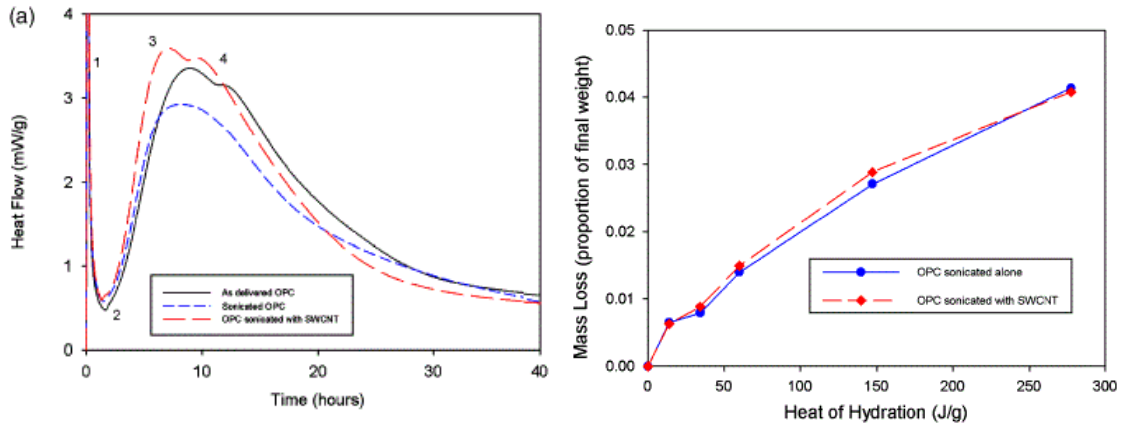 (a)
Heat Flow (mW/g)
4
3
2
1
0
1
2
3
4
As delivered OPC
Sonicated OPC
OPC sonicated with SWCNT
0
10
20
30
40
Time (hours)
Mass Loss (proportion of final weight)
0.05
0.04
0.03
0.02
0.01
0.00
OPC sonicated alone
OPC sonicated with SWCNT
0
50
100
150
200
250
300
Heat of Hydration (J/g)